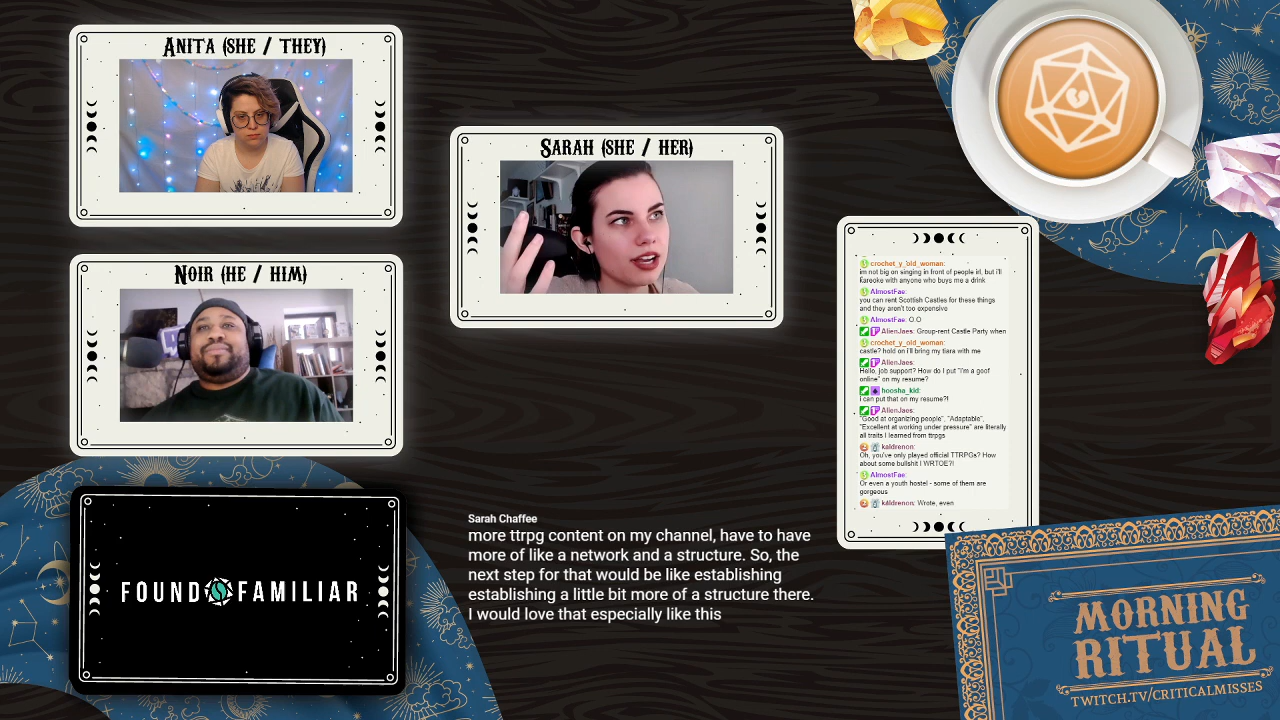 ANITA (SHE / THEY)
SARAH (SHE / HER)
NOIR (HE / HIM)
crochet_y_old_woman:
im not big on singing in front of people irl, but i'll
kareoke with anyone who buys me a drink
AlmostFae:
you can rent Scottish Castles for these things
and they aren't too expensive
AlmostFae: O.O
AlienJaes: Group-rent Castle Party when
crochet_y_old_woman:
castle? hold on i'll bring my tiara with me
AlienJaes:
Hello, job support? How do I put "I'm a goof
online" on my resume?
hoosha_kid:
I can put that on my resume?!
AlienJaes:
"Good at organizing people", "Adaptable",
"Excellent at working under pressure" are literally
all traits I learned from ttrpgs
kaldrenon:
Oh, you've only played official TTRPGs? How
about some bullshit I WRTOE?!
AlmostFae:
Or even a youth hostel - some of them are
gorgeous
kaldrenon: Wrote, even
FOUND FAMILIAR
Sarah Chaffee
more ttrpg content on my channel, have to have
more of like a network and a structure. So, the
next step for that would be like establishing
establishing a little bit more of a structure there.
I would love that especially like this
MORNING
RITUAL
TWITCH.TV/CRITICALMISSES